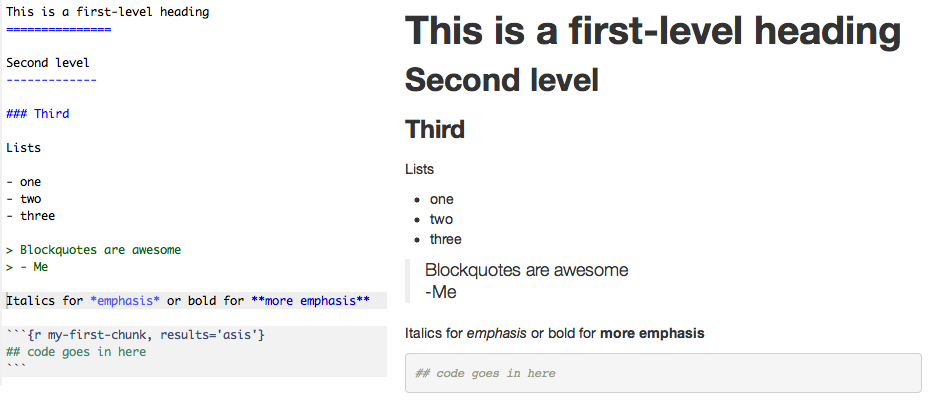 This is a first-level heading
===============
Second level
-------------
### Third
Lists
- one
- two
- three
> Blockquotes are awesome
> - Me
Italics for *emphasis* or bold for **more emphasis**
```{r my-first-chunk, results='asis'}
## code goes in here
```
This is a first-level heading
Second level
Third
Lists
• one
• two
• three
Blockquotes are awesome
-Me
Italics for emphasis or bold for more emphasis
## code goes in here